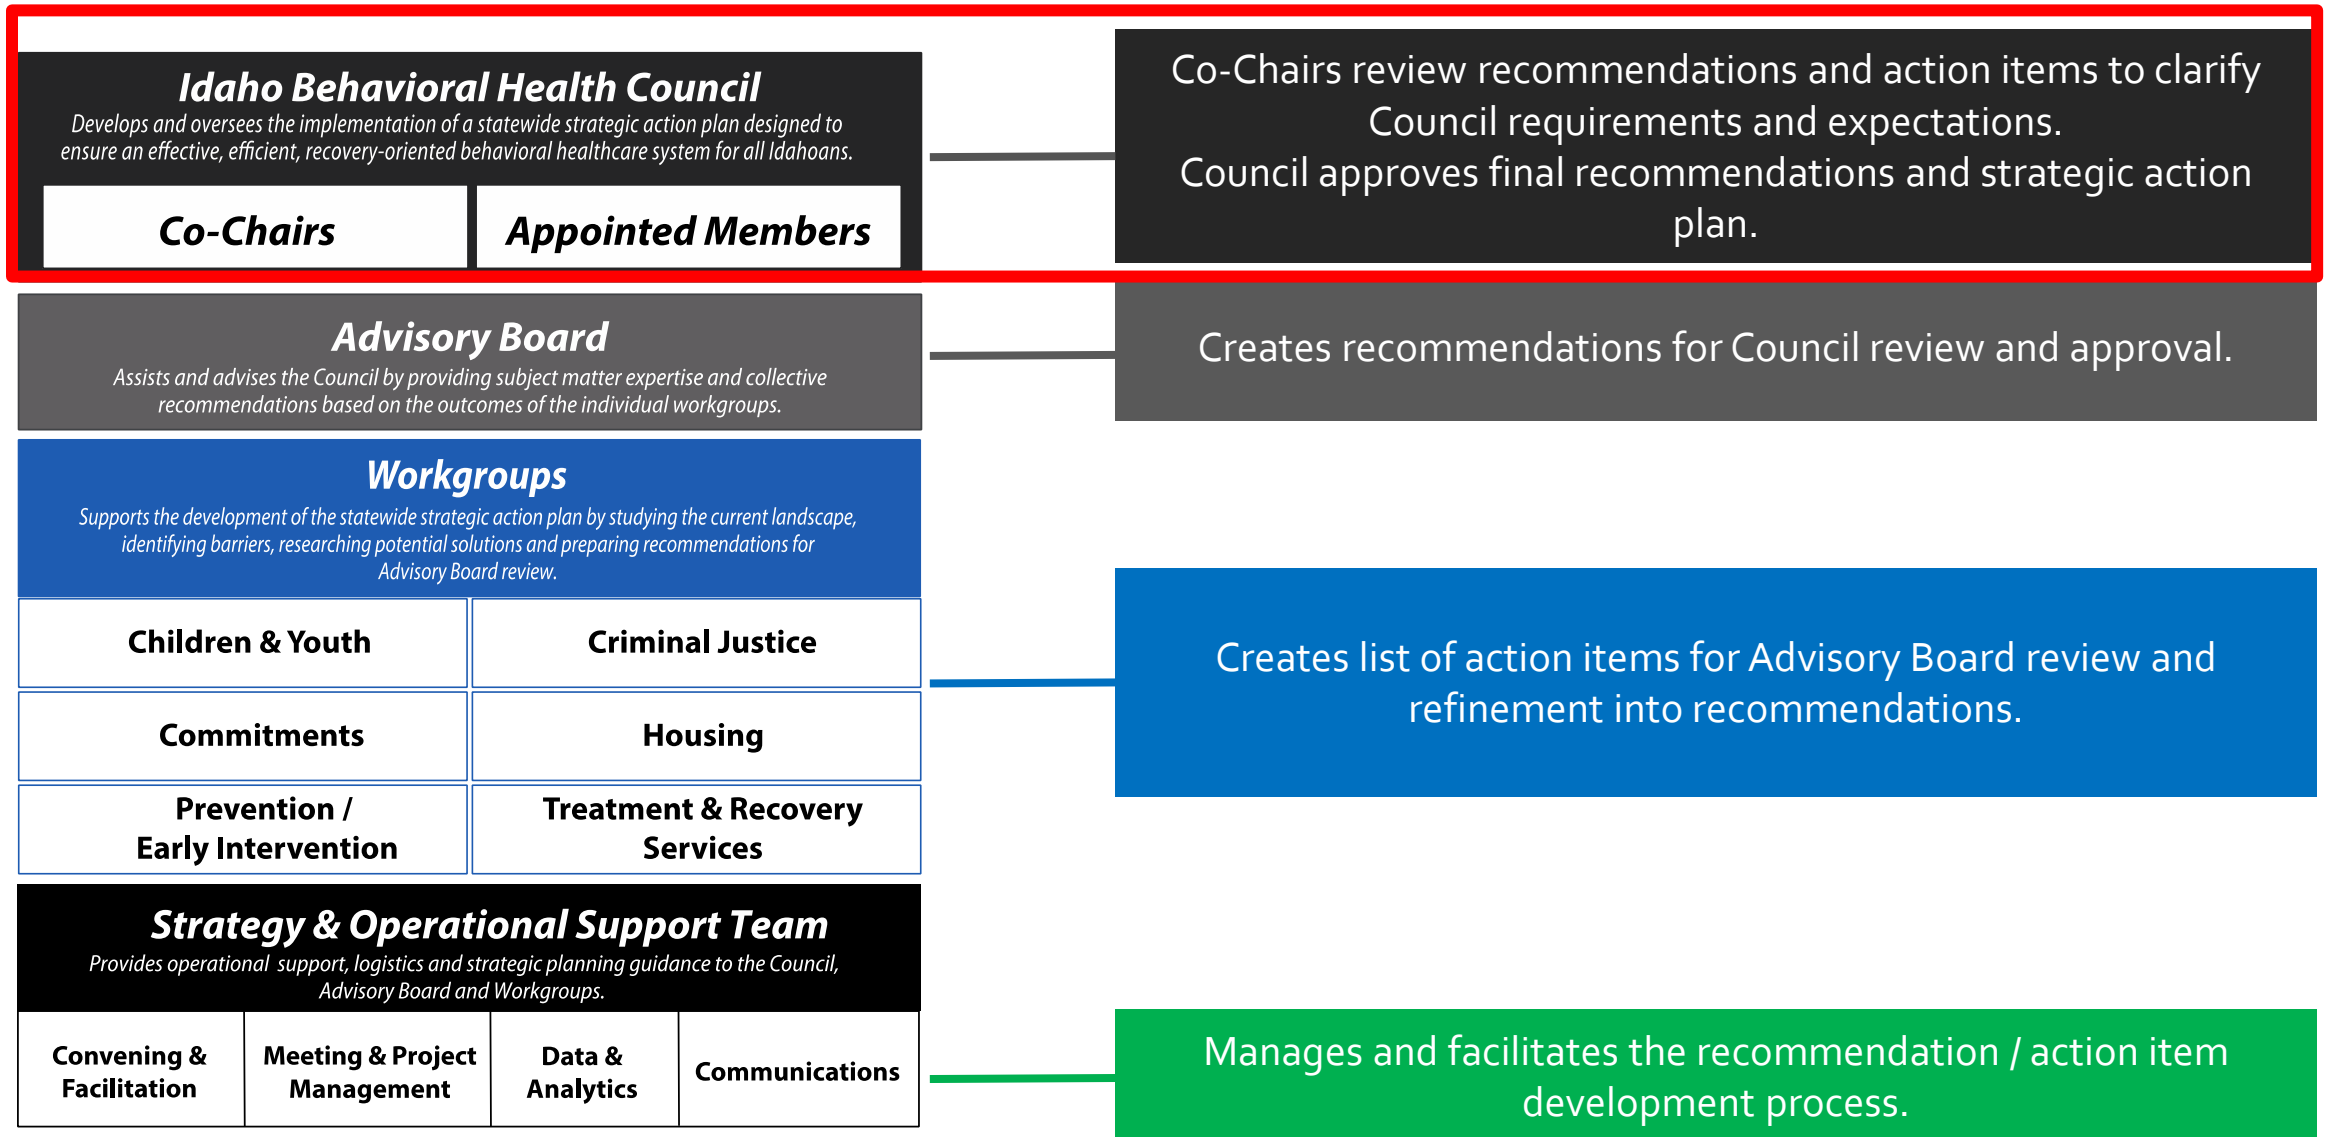 Idaho Behavioral Health Council
Develops and oversees the implementation of a statewide strategic action plan designed to
ensure an effective, efficient, recovery-oriented behavioral healthcare system for all Idahoans.
Co-Chairs
Appointed Members
Co-Chairs review recommendations and action items to clarify
Council requirements and expectations.
Council approves final recommendations and strategic action
plan.
Advisory Board
Assists and advises the Council by providing subject matter expertise and collective
recommendations based on the outcomes of the individual workgroups.
Creates recommendations for Council review and approval.
Workgroups
Supports the development of the statewide strategic action plan by studying the current landscape,
identifying barriers, researching potential solutions and preparing recommendations for
Advisory Board review.
Children & Youth
Criminal Justice
Commitments
Housing
Prevention /
Early Intervention
Treatment & Recovery
Services
Creates list of action items for Advisory Board review and
refinement into recommendations.
Strategy & Operational Support Team
Provides operational support, logistics and strategic planning guidance to the Council,
Advisory Board and Workgroups.
Convening &
Facilitation
Meeting & Project
Management
Data &
Analytics
Communications
Manages and facilitates the recommendation / action item
development process.